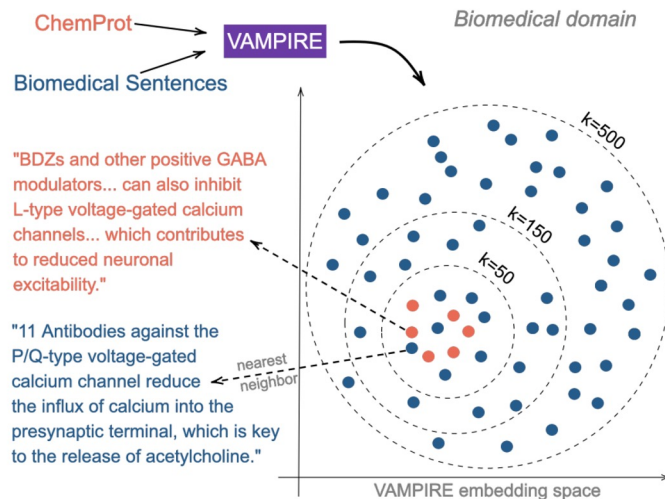 ChemProt
Biomedical Sentences
VAMPIRE
Biomedical domain
"BDZs and other positive GABA
modulators... can also inhibit
L-type voltage-gated calcium
channels... which contributes
to reduced neuronal
excitability."
"11 Antibodies against the
P/Q-type voltage-gated
calcium channel reduce
the influx of calcium into the
presynaptic terminal, which is key
to the release of acetylcholine."
nearest
neighbor
k=500
k=150
k=50
VAMPIRE embedding space